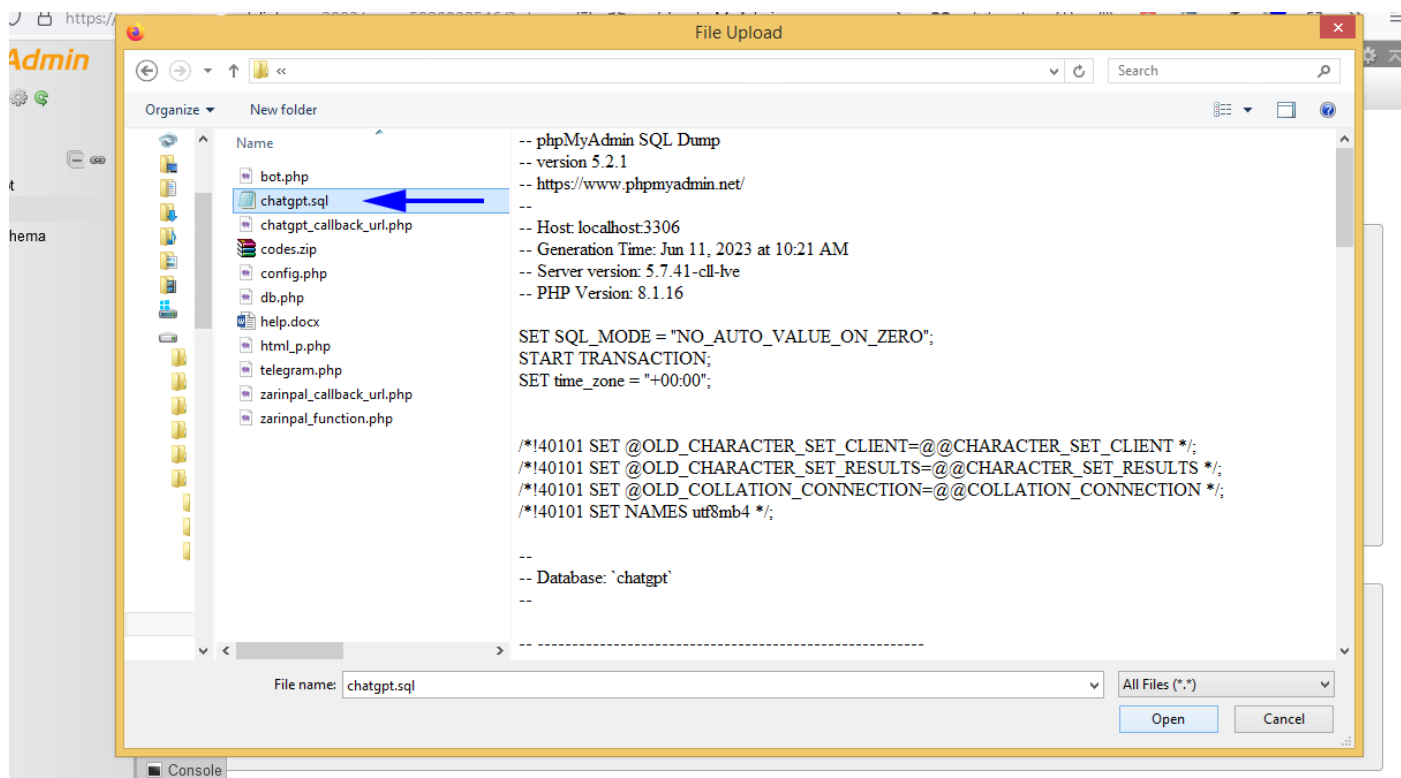 https://
File Upload
Admin
«
Search
Organize
New folder
Name
bot.php
chatgpt.sql
chatgpt_callback_url.php
codes.zip
config.php
db.php
help.docx
html_p.php
telegram.php
zarinpal_callback_url.php
zarinpal_function.php
hema
-- phpMyAdmin SQL Dump
-- version 5.2.1
-- https://www.phpmyadmin.net/
--
-- Host: localhost:3306
-- Generation Time: Jun 11, 2023 at 10:21 AM
-- Server version: 5.7.41-cll-lve
-- PHP Version: 8.1.16
SET SQL_MODE = "NO_AUTO_VALUE_ON_ZERO";
START TRANSACTION;
SET time_zone = "+00:00";
/*!40101 SET @OLD_CHARACTER_SET_CLIENT=@@CHARACTER_SET_CLIENT */;
/*!40101 SET @OLD_CHARACTER_SET_RESULTS=@@CHARACTER_SET_RESULTS */;
/*!40101 SET @OLD_COLLATION_CONNECTION=@@COLLATION_CONNECTION */;
/*!40101 SET NAMES utf8mb4 */;
--
-- Database: `chatgpt`
--
-- --------------------------------------------------------
File name: chatgpt.sql
All Files (*.*)
Open
Cancel
Console